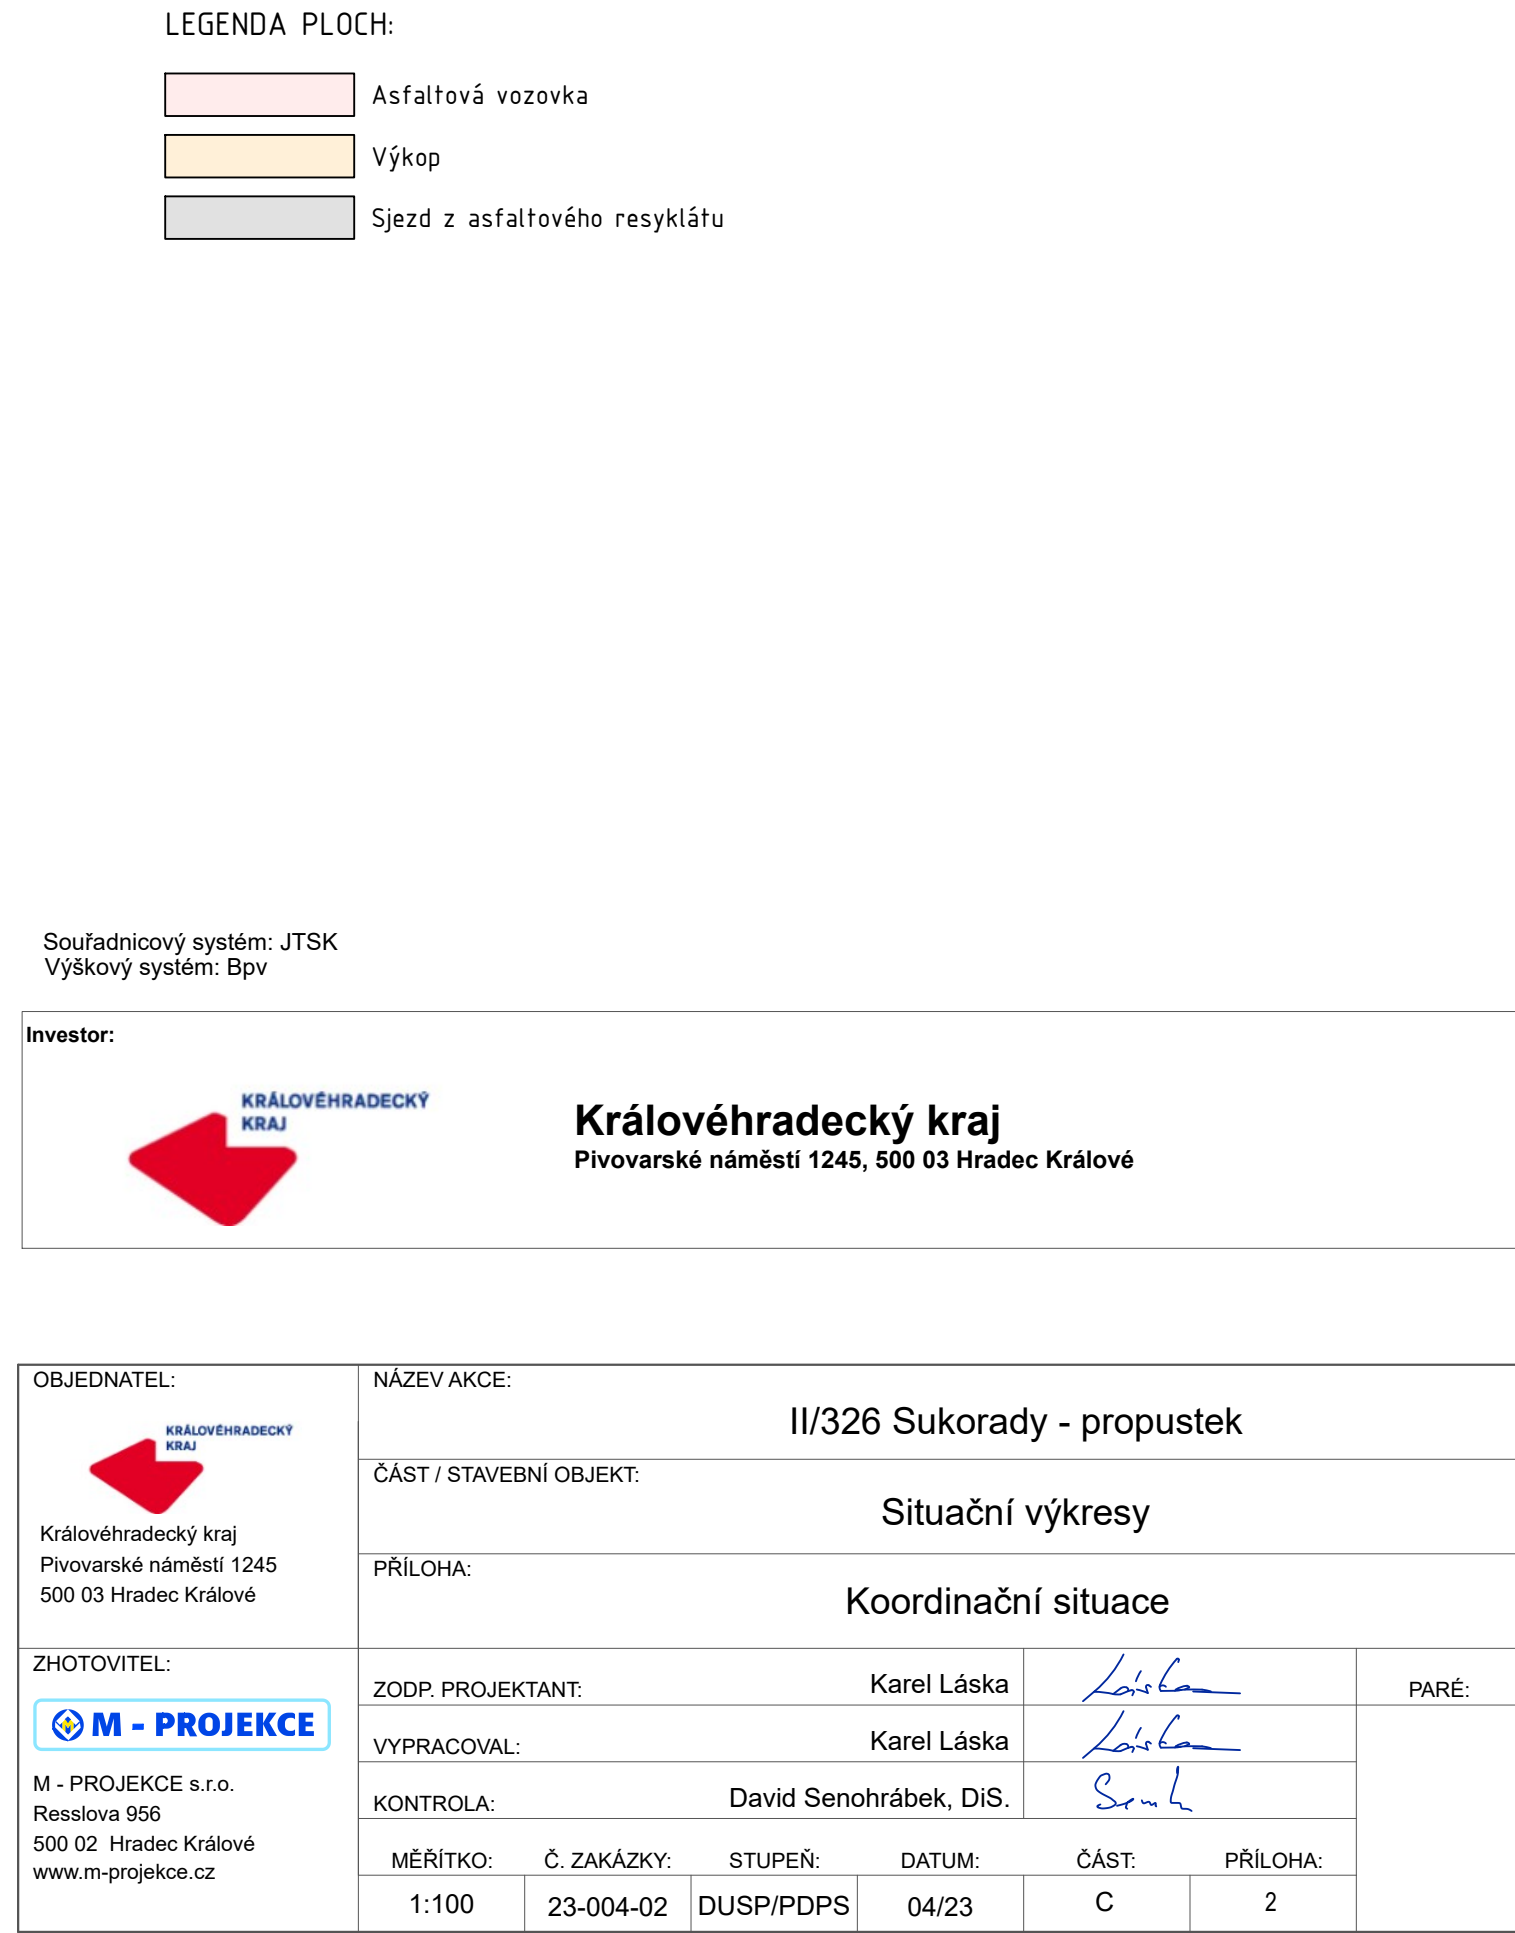 LEGENDA PLOCH:
Asfaltová vozovka
Výkop
Sjezd z asfaltového resyklátu
Souřadnicový systém: JTSK
Výškový systém: Bpv
Investor:
KRÁLOVÉHRADECKÝ
KRAJ
Královéhradecký kraj
Pivovarské náměstí 1245, 500 03 Hradec Králové
OBJEDNATEL:
KRÁLOVÉHRADECKÝ
KRAJ
Královéhradecký kraj
Pivovarské náměstí 1245
500 03 Hradec Králové
NÁZEV AKCE:
II/326 Sukorady - propustek
ČÁST / STAVEBNÍ OBJEKT:
Situační výkresy
PŘÍLOHA:
Koordinační situace
ZHOTOVITEL:
M - PROJEKCE
M - PROJEKCE s.r.o.
Resslova 956
500 02 Hradec Králové
www.m-projekce.cz
ZODP. PROJEKTANT: Karel Láska Láska
VYPRACOVAL: Karel Láska Láska
KONTROLA: David Senohrábek, DiS.
PARÉ:
MĚŘÍTKO: Č. ZAKÁZKY: STUPEŇ: DATUM: ČÁST: PŘÍLOHA:
1:100 23-004-02 DUSP/PDPS 04/23 C 2